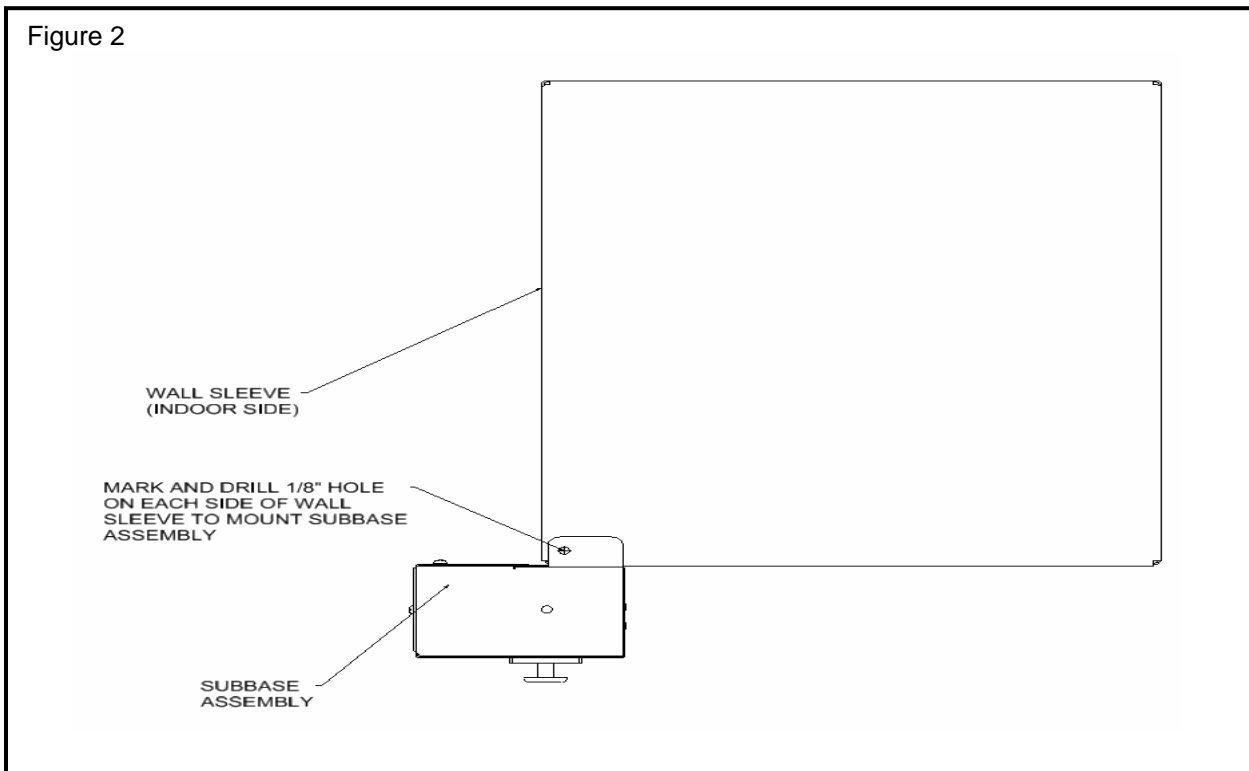 Figure 2
WALL SLEEVE
(INDOOR SIDE)
MARK AND DRILL 1/8" HOLE
ON EACH SIDE OF WALL
SLEEVE TO MOUNT SUBBASE
ASSEMBLY
SUBBASE
ASSEMBLY